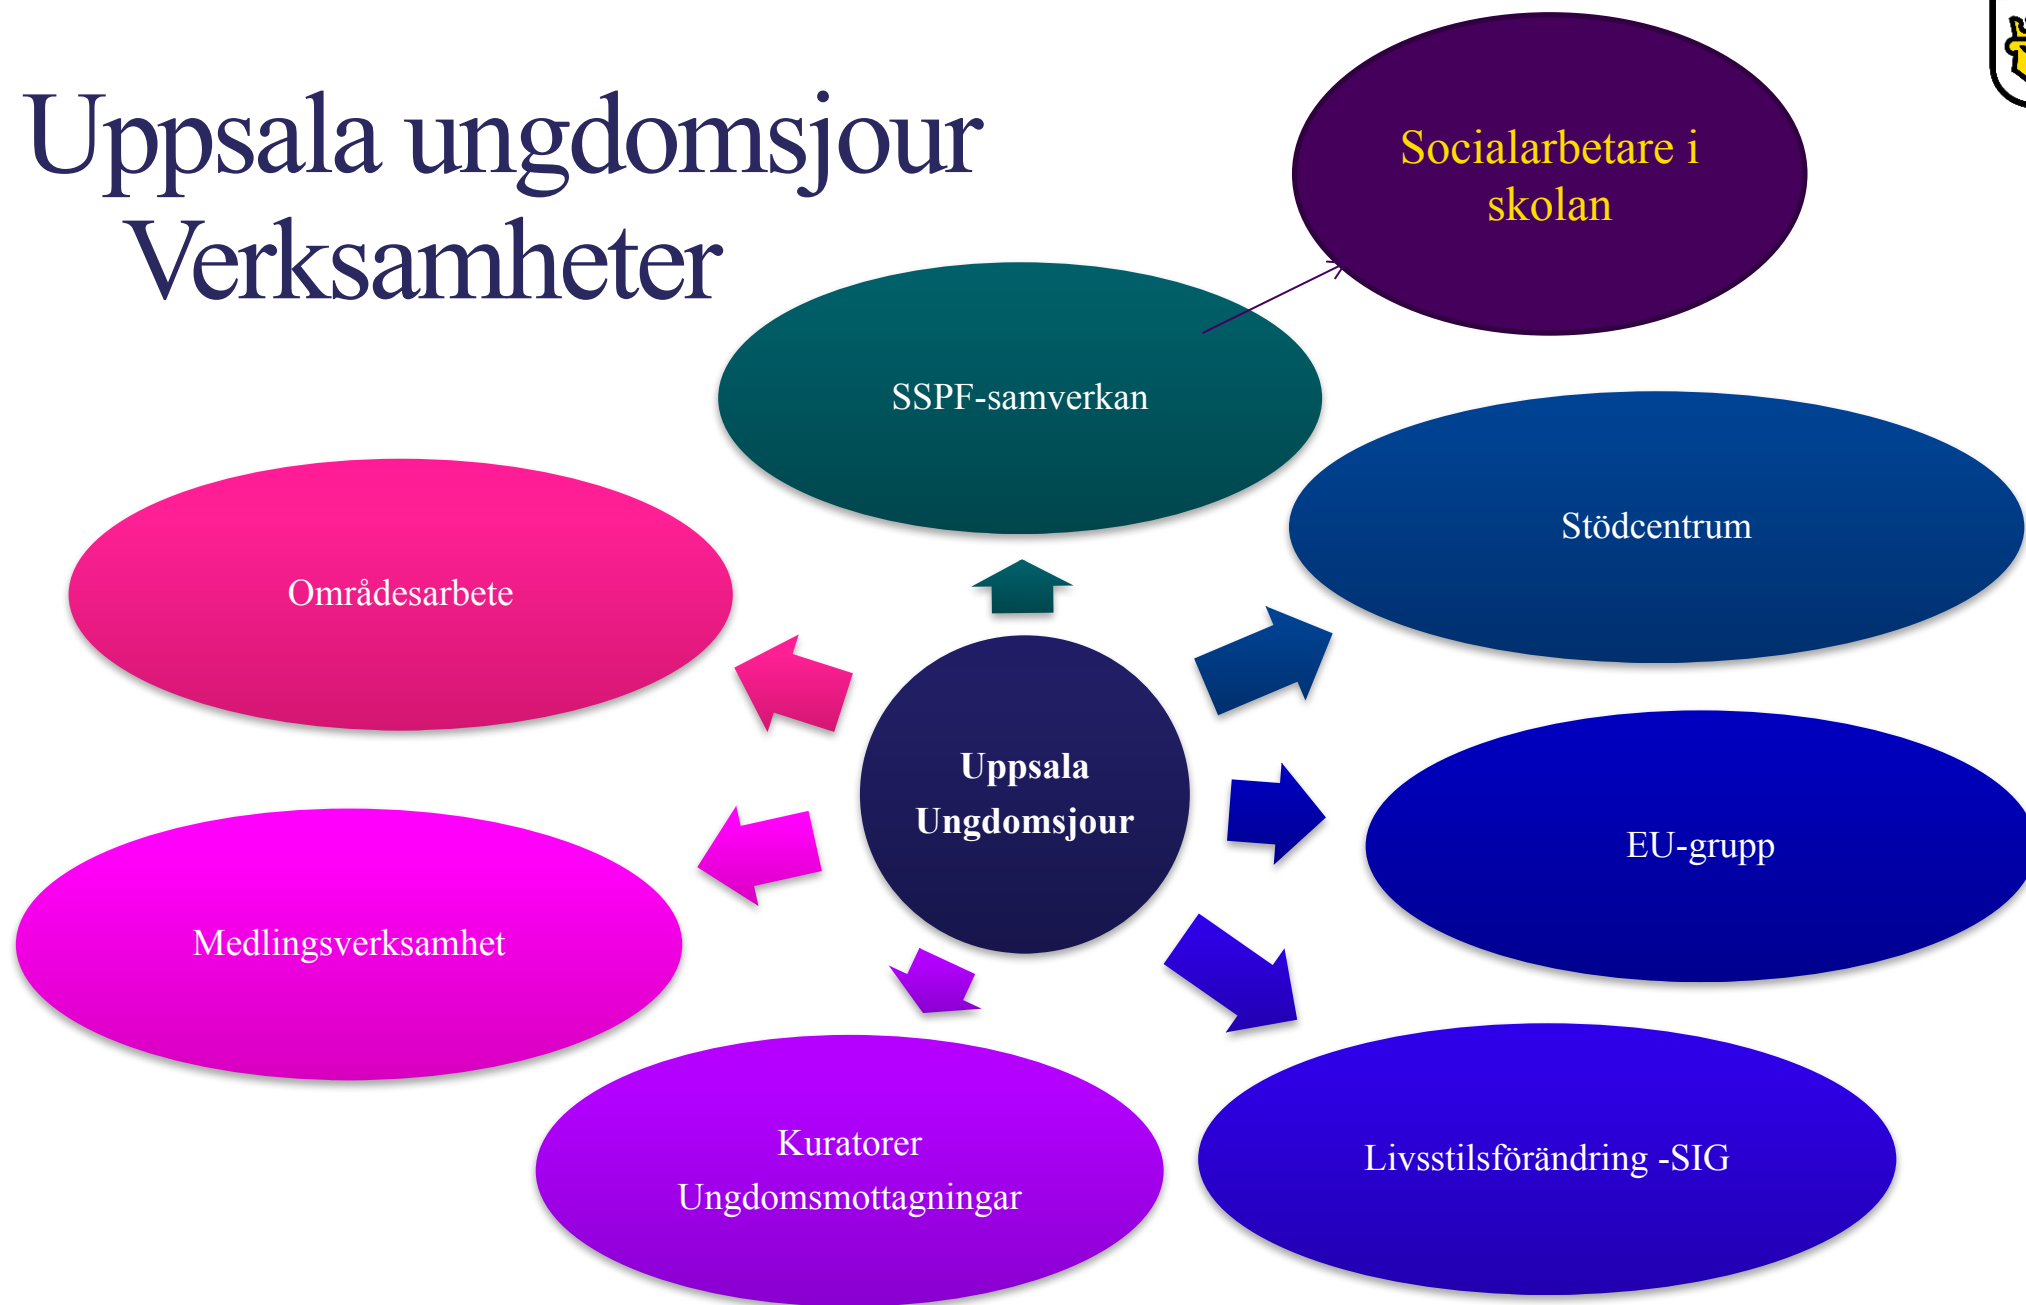 Uppsala ungdomsjour
Verksamheter
Socialarbetare i
skolan
SSPF-samverkan
Stödcentrum
Områdesarbete
Uppsala
Ungdomsjour
EU-grupp
Medlingsverksamhet
Kuratorer
Ungdomsmottagningar
Livsstilsförändring -SIG